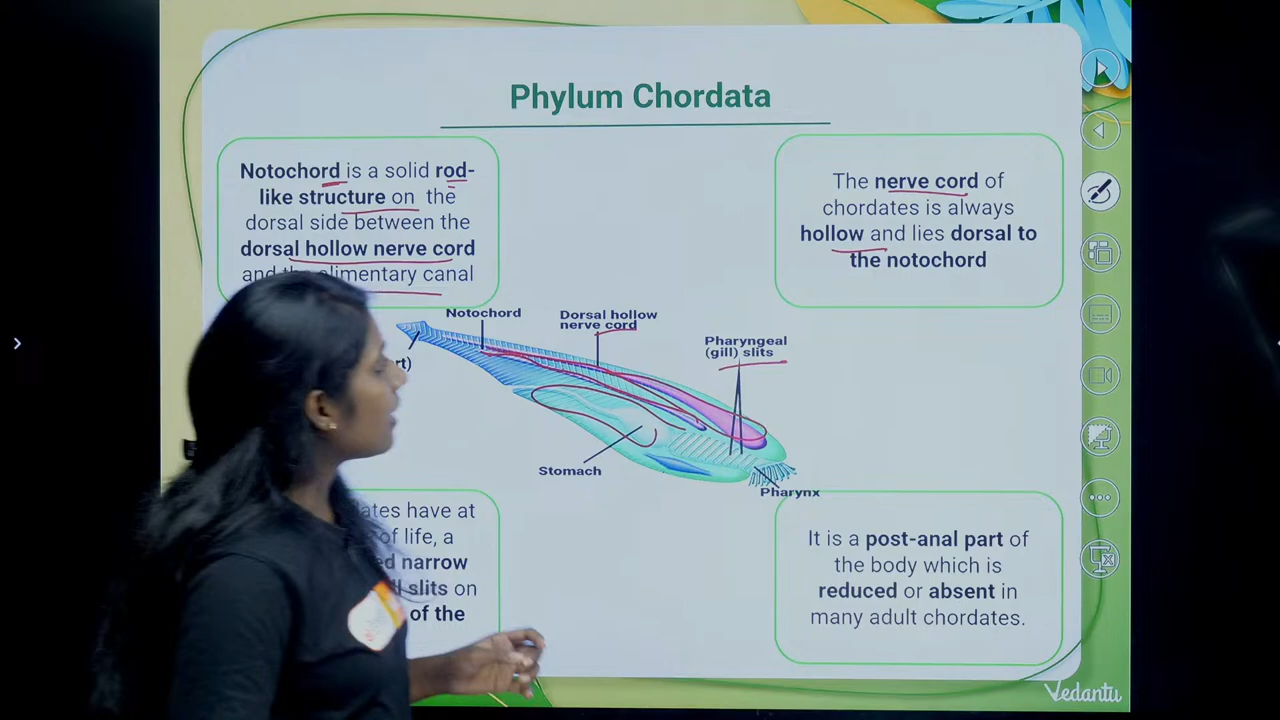 Phylum Chordata
Notochord is a solid rod-
like structure on the
dorsal side between the
dorsal hollow nerve cord
and the alimentary canal
The nerve cord of
chordates is always
hollow and lies dorsal to
the notochord
Notochord
Dorsal hollow
nerve cord
Pharyngeal
(gill) slits
Stomach
Pharynx
have at
of life, a
narrow
slits on
of the
It is a post-anal part of
the body which is
reduced or absent in
many adult chordates.
Vedantu